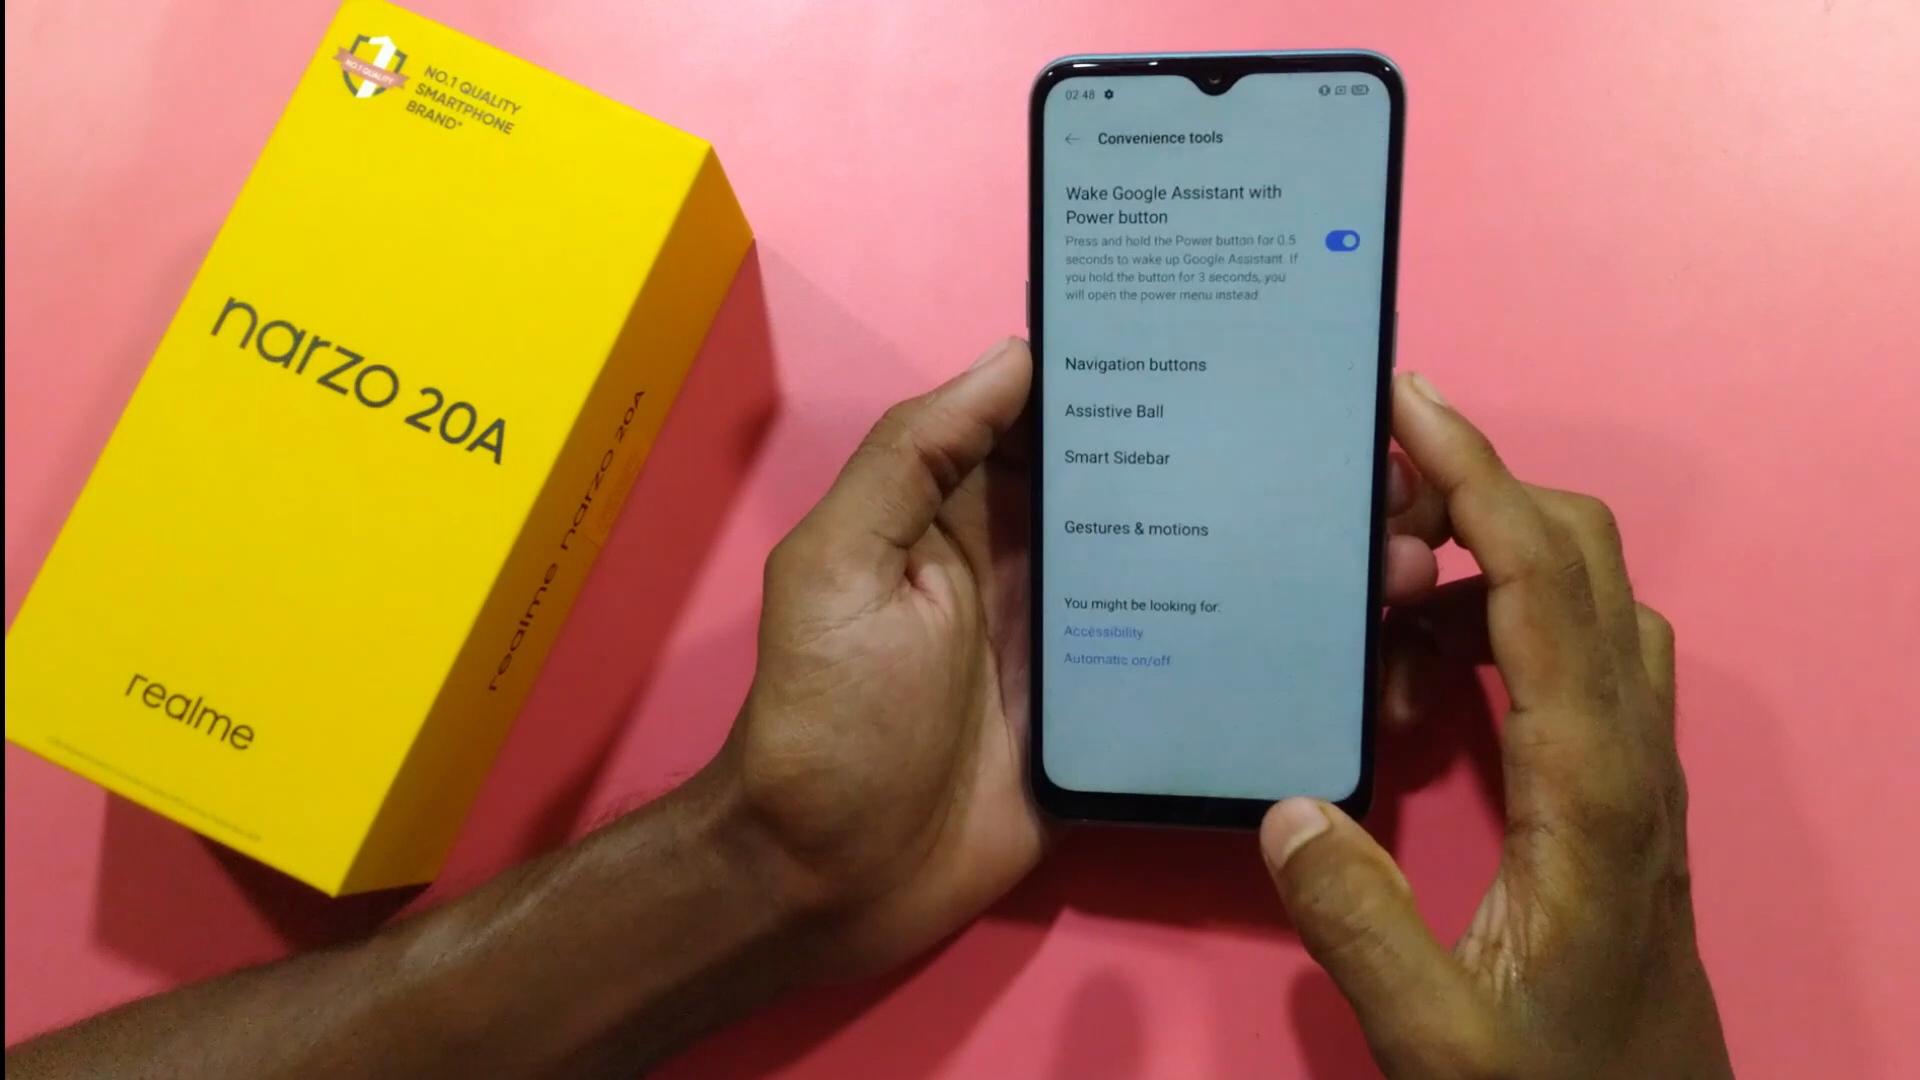 NO.1 QUALITY
NO.1 QUALITY
SMARTPHONE
BRAND*
narzo 20A
realme
realme narzo 20A
02:48
Convenience tools
Wake Google Assistant with
Power button
Press and hold the Power button for 0.5
seconds to wake up Google Assistant. If
you hold the button for 3 seconds, you
will open the power menu instead.
Navigation buttons
Assistive Ball
Smart Sidebar
Gestures & motions
You might be looking for:
Accessibility
Automatic on/off